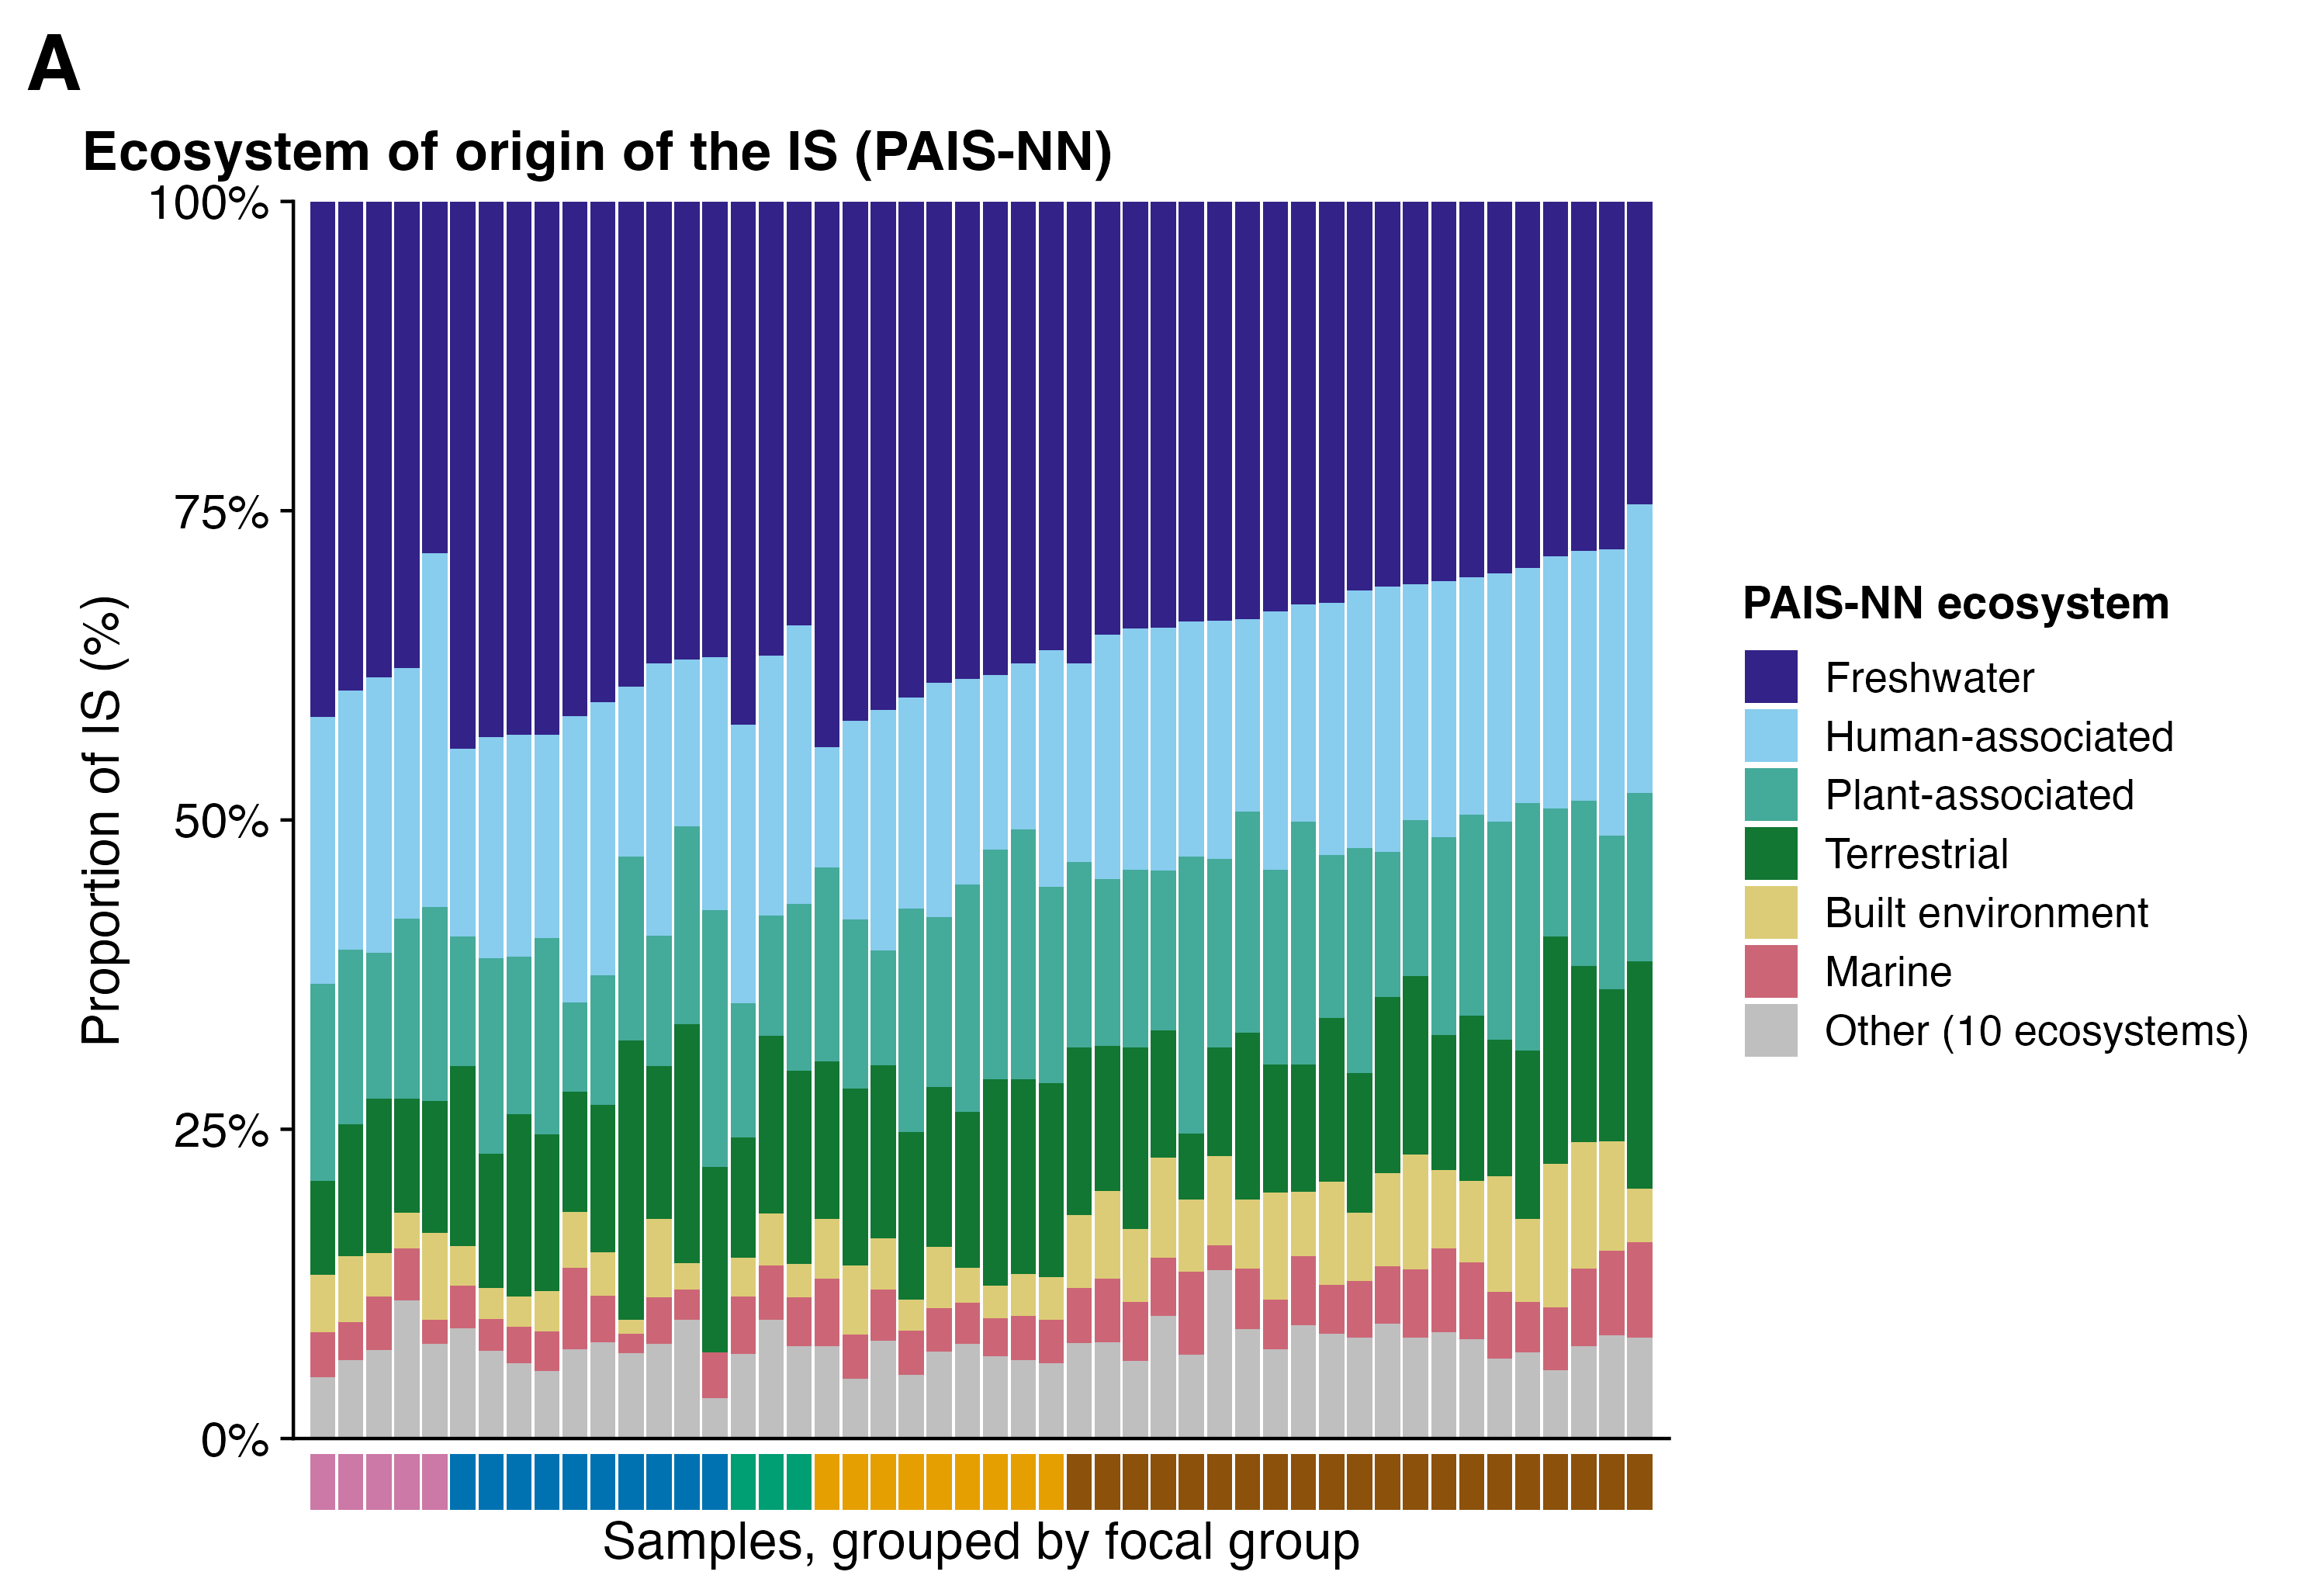 A
Ecosystem of origin of the IS (PAIS-NN)
100%
75%
50%
25%
0%
Proportion of IS (%)
Samples, grouped by focal group
PAIS-NN ecosystem
Freshwater
Human-associated
Plant-associated
Terrestrial
Built environment
Marine
Other (10 ecosystems)